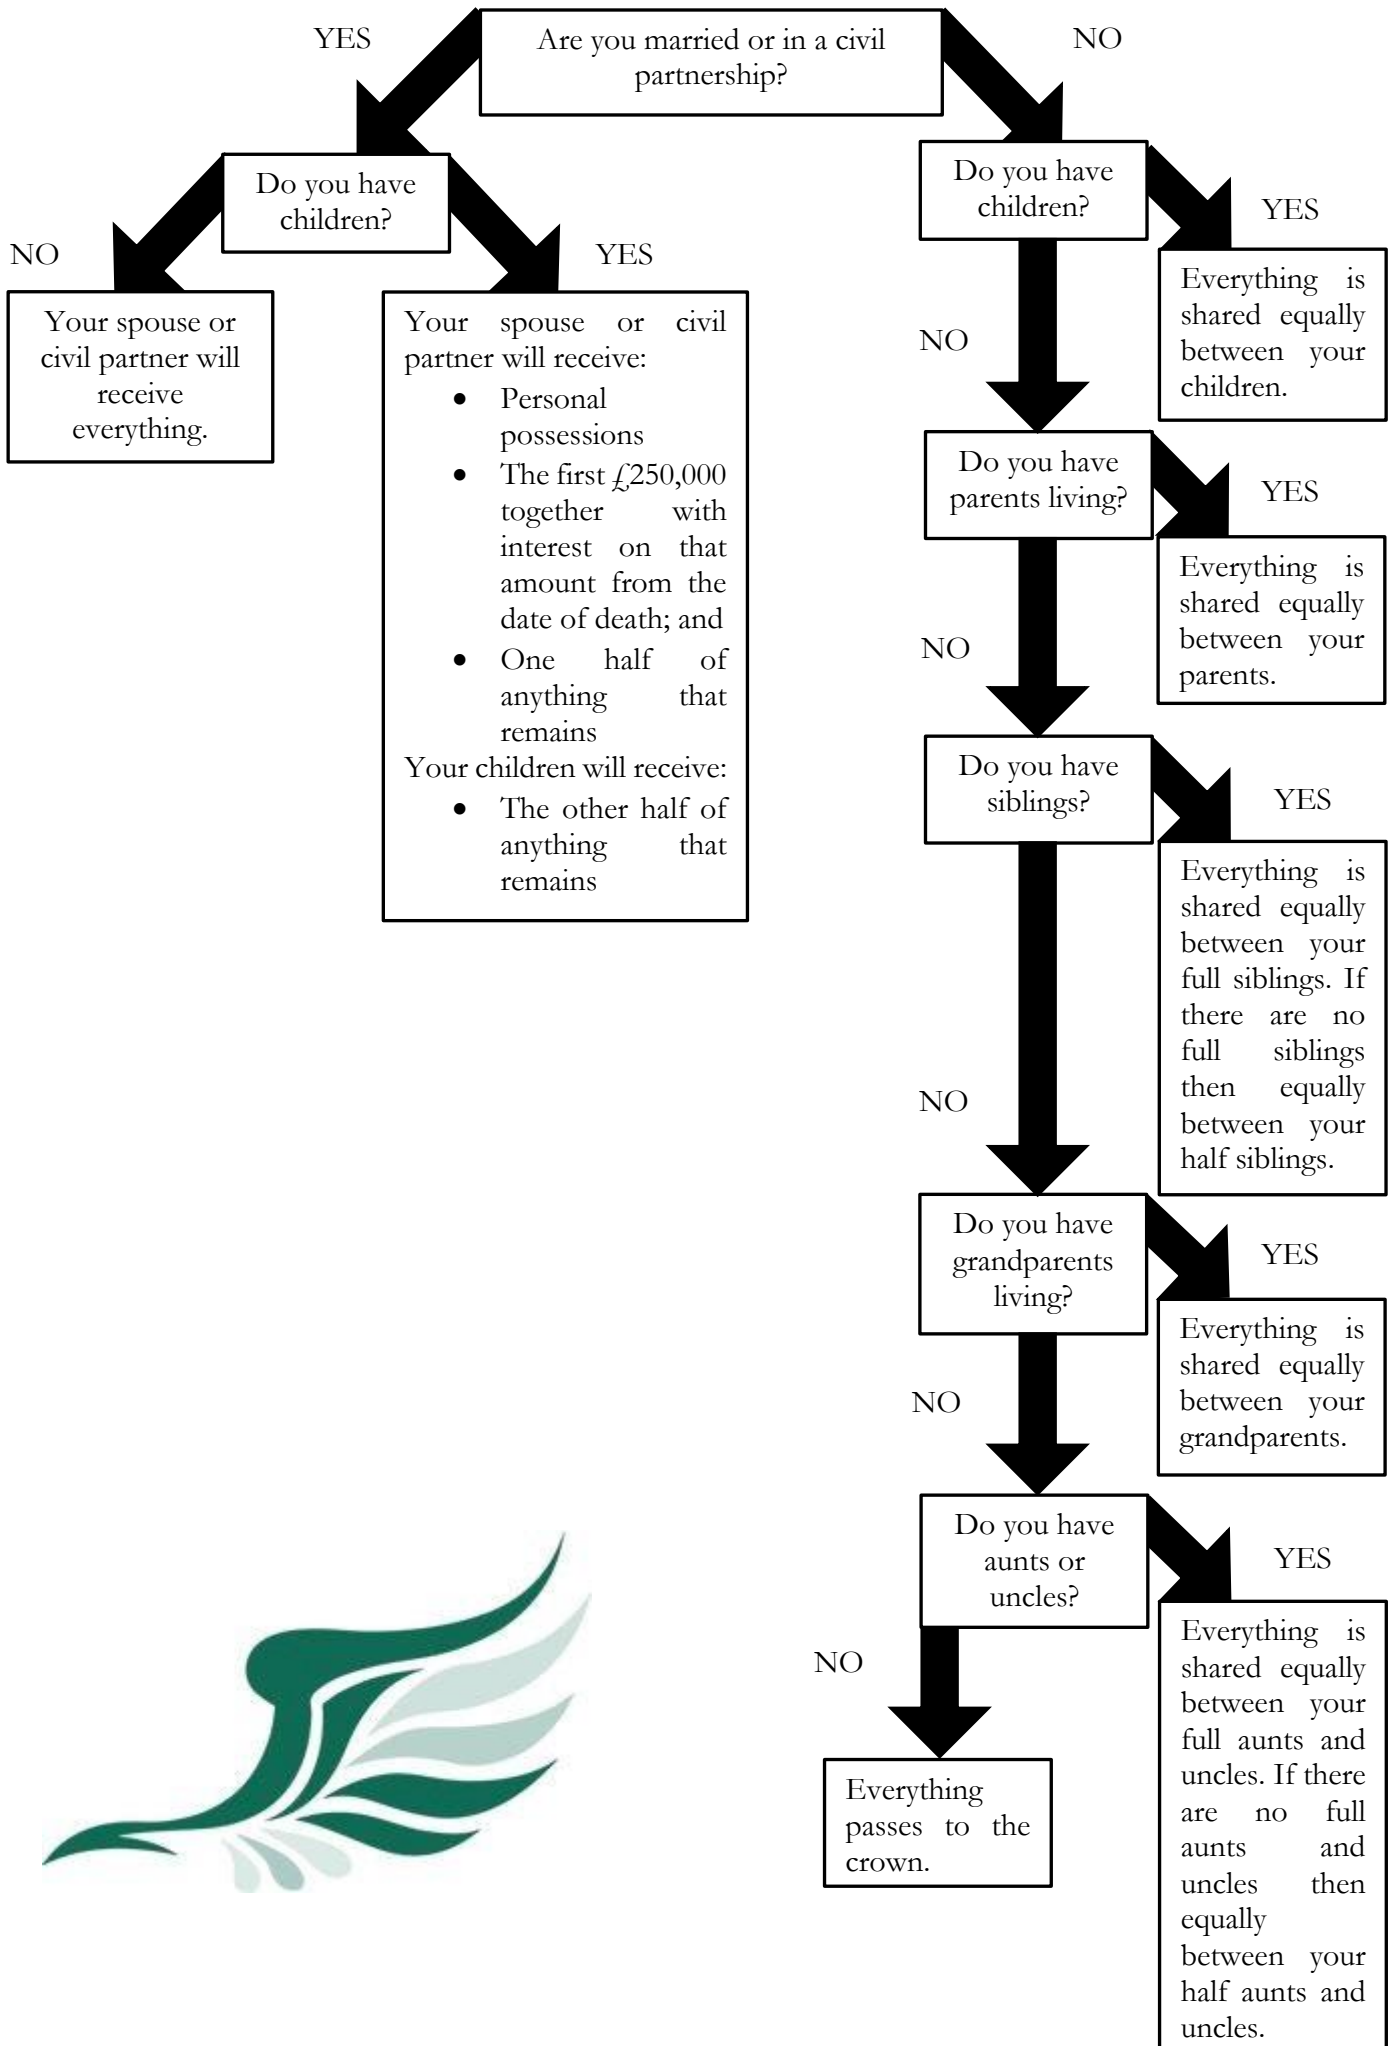 YES
Are you married or in a civil
partnership?
NO
Do you have
children?
NO
YES
Your spouse or
civil partner will
receive
everything.
Your spouse or civil
partner will receive:
• Personal
possessions
• The first £250,000
together with
interest on that
amount from the
date of death; and
• One half of
anything that
remains
Your children will receive:
• The other half of
anything that
remains
Do you have
children?
YES
Everything is
shared equally
between your
children.
NO
Do you have
parents living?
YES
Everything is
shared equally
between your
parents.
NO
Do you have
siblings?
YES
Everything is
shared equally
between your
full siblings. If
there are no
full siblings
then equally
between your
half siblings.
NO
Do you have
grandparents
living?
YES
Everything is
shared equally
between your
grandparents.
NO
Do you have
aunts or
uncles?
YES
Everything is
shared equally
between your
full aunts and
uncles. If there
are no full
aunts and
uncles then
equally
between your
half aunts and
uncles.
NO
Everything
passes to the
crown.